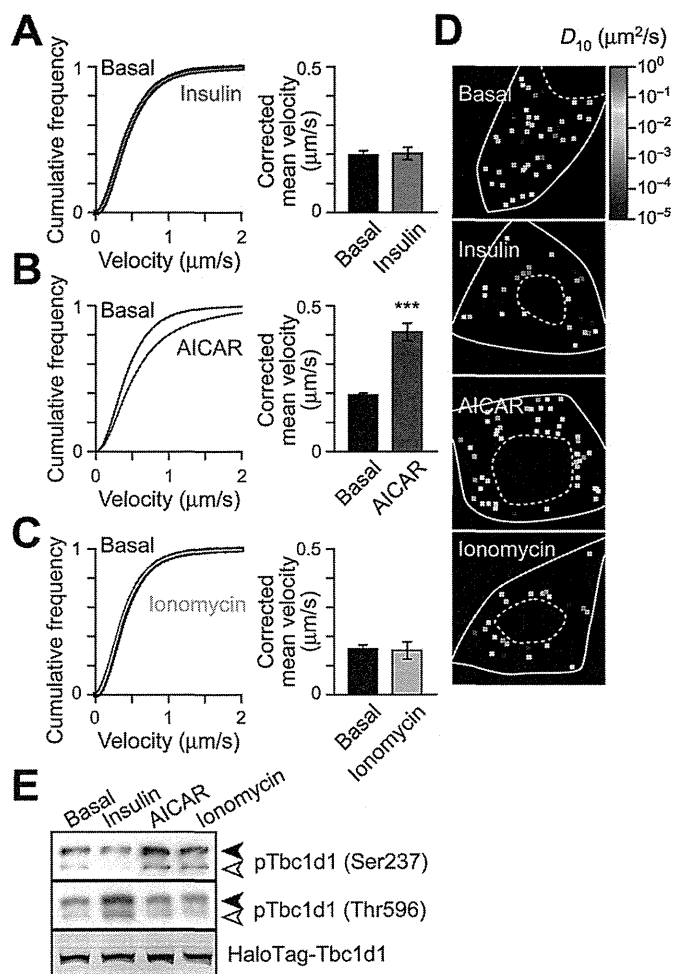 A
Cumulative frequency
1
0
Basal
Insulin
0 1 2
Velocity (μm/s)
Corrected
mean velocity
(μm/s)
0.5
0
Basal
Insulin
B
Cumulative frequency
1
0
Basal
AICAR
0 1 2
Velocity (μm/s)
Corrected
mean velocity
(μm/s)
0.5
0
***
Basal
AICAR
C
Cumulative frequency
1
0
Basal
Ionomycin
0 1 2
Velocity (μm/s)
Corrected
mean velocity
(μm/s)
0.5
0
Basal
Ionomycin
D
D₁₀ (μm²/s)
10⁰
10⁻¹
10⁻²
10⁻³
10⁻⁴
10⁻⁵
Basal
Insulin
AICAR
Ionomycin
E
Basal
Insulin
AICAR
Ionomycin
pTbc1d1 (Ser237)
pTbc1d1 (Thr596)
HaloTag-Tbc1d1